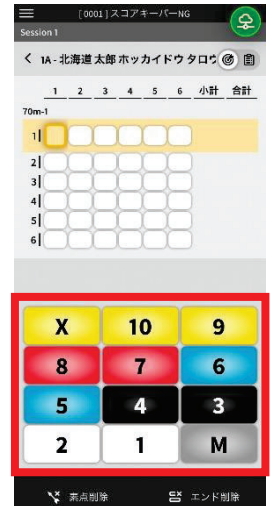 [0001]スコアキーパーNG
Session 1
1A - 北海道 太郎 ホッカイドウ タロウ
1 2 3 4 5 6 小計 合計
70m-1
1
2
3
4
5
6
X 10 9
8 7 6
5 4 3
2 1 M
素点削除 エンド削除